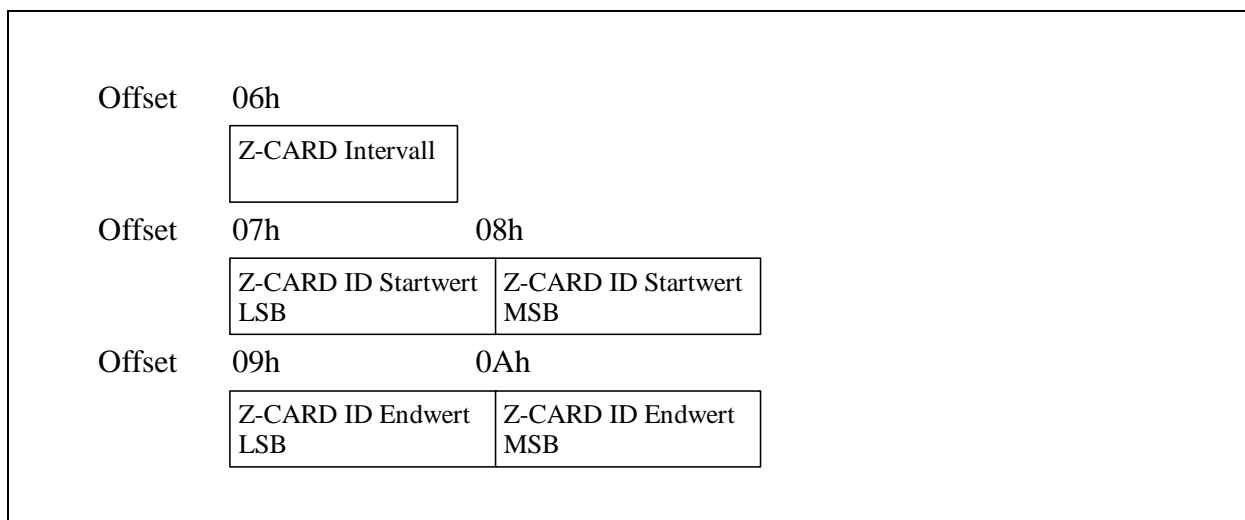 Offset 06h
Z-CARD Intervall
Offset 07h 08h
Z-CARD ID Startwert Z-CARD ID Startwert
LSB MSB
Offset 09h 0Ah
Z-CARD ID Endwert Z-CARD ID Endwert
LSB MSB